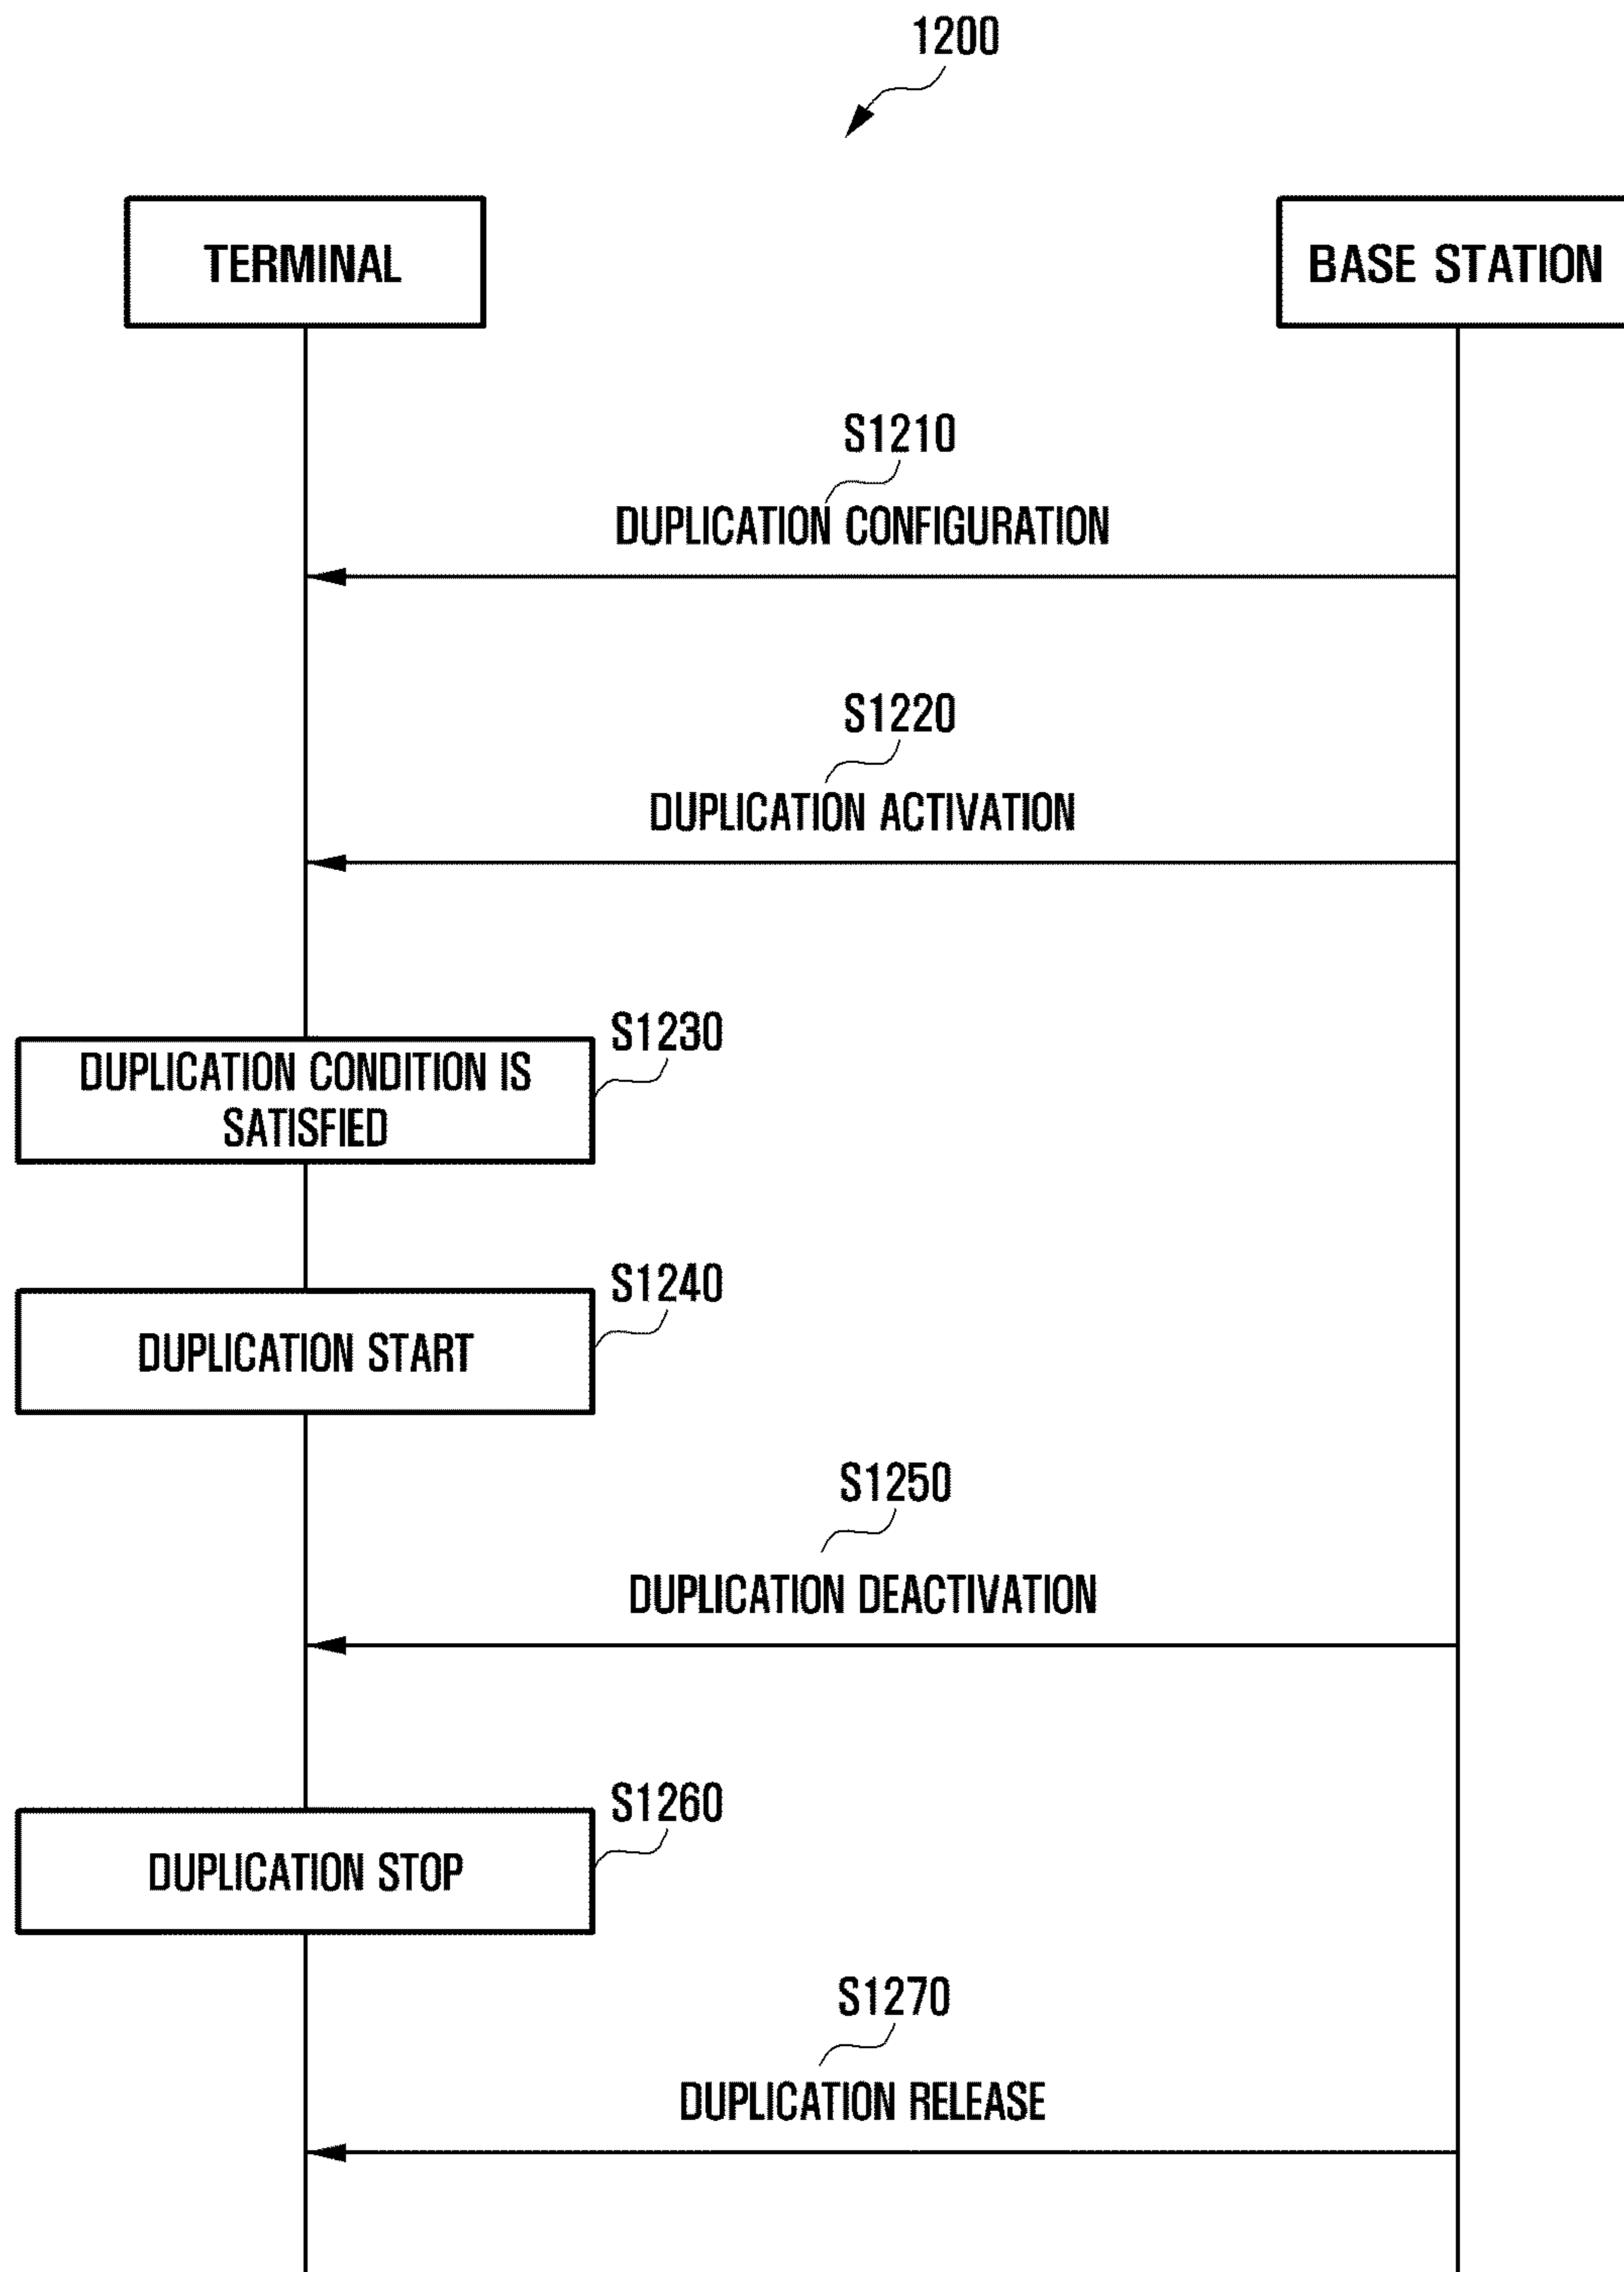 1200
TERMINAL
BASE STATION
S1210
DUPLICATION CONFIGURATION
S1220
DUPLICATION ACTIVATION
S1230
DUPLICATION CONDITION IS
SATISFIED
S1240
DUPLICATION START
S1250
DUPLICATION DEACTIVATION
S1260
DUPLICATION STOP
S1270
DUPLICATION RELEASE